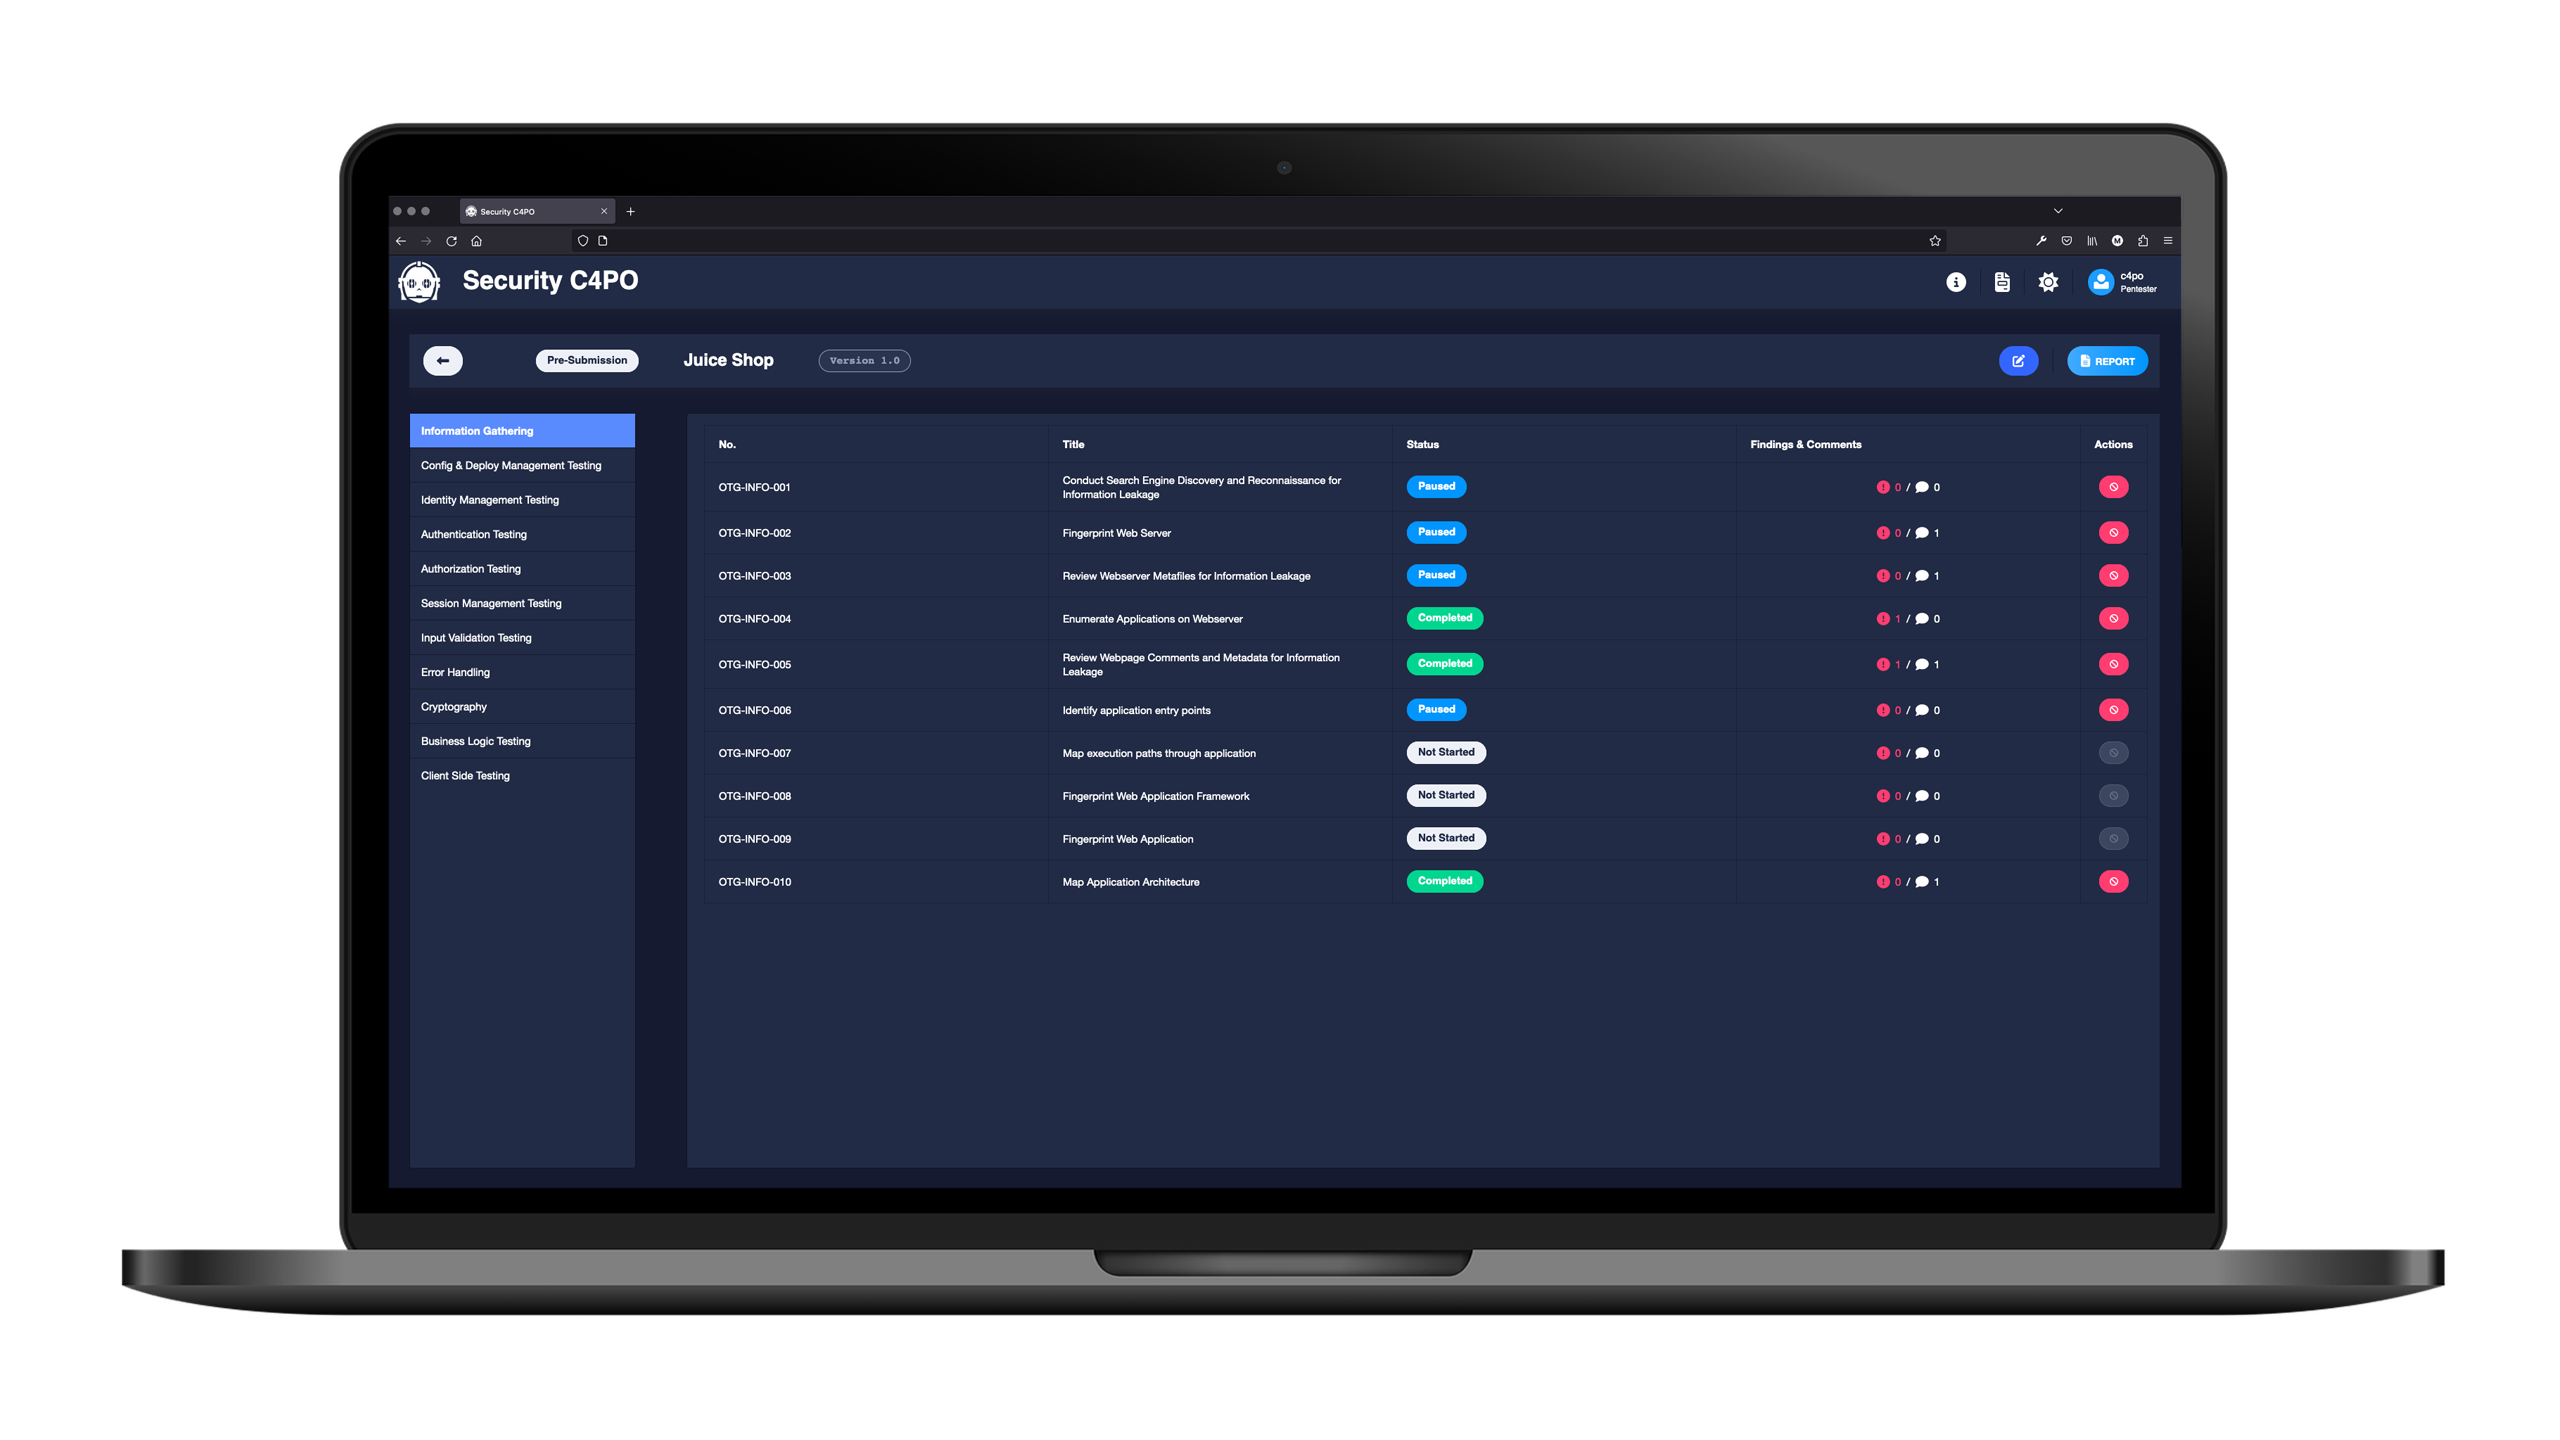 Security C4PO
Security C4PO
c4po
Pentester
Pre-Submission
Juice Shop
Version 1.0
REPORT
Information Gathering
Config & Deploy Management Testing
Identity Management Testing
Authentication Testing
Authorization Testing
Session Management Testing
Input Validation Testing
Error Handling
Cryptography
Business Logic Testing
Client Side Testing
No. Title Status Findings & Comments Actions
OTG-INFO-001 Conduct Search Engine Discovery and Reconnaissance for
Information Leakage Paused 0 / 0
OTG-INFO-002 Fingerprint Web Server Paused 0 / 1
OTG-INFO-003 Review Webserver Metafiles for Information Leakage Paused 0 / 1
OTG-INFO-004 Enumerate Applications on Webserver Completed 1 / 0
OTG-INFO-005 Review Webpage Comments and Metadata for Information
Leakage Completed 1 / 1
OTG-INFO-006 Identify application entry points Paused 0 / 0
OTG-INFO-007 Map execution paths through application Not Started 0 / 0
OTG-INFO-008 Fingerprint Web Application Framework Not Started 0 / 0
OTG-INFO-009 Fingerprint Web Application Not Started 0 / 0
OTG-INFO-010 Map Application Architecture Completed 0 / 1